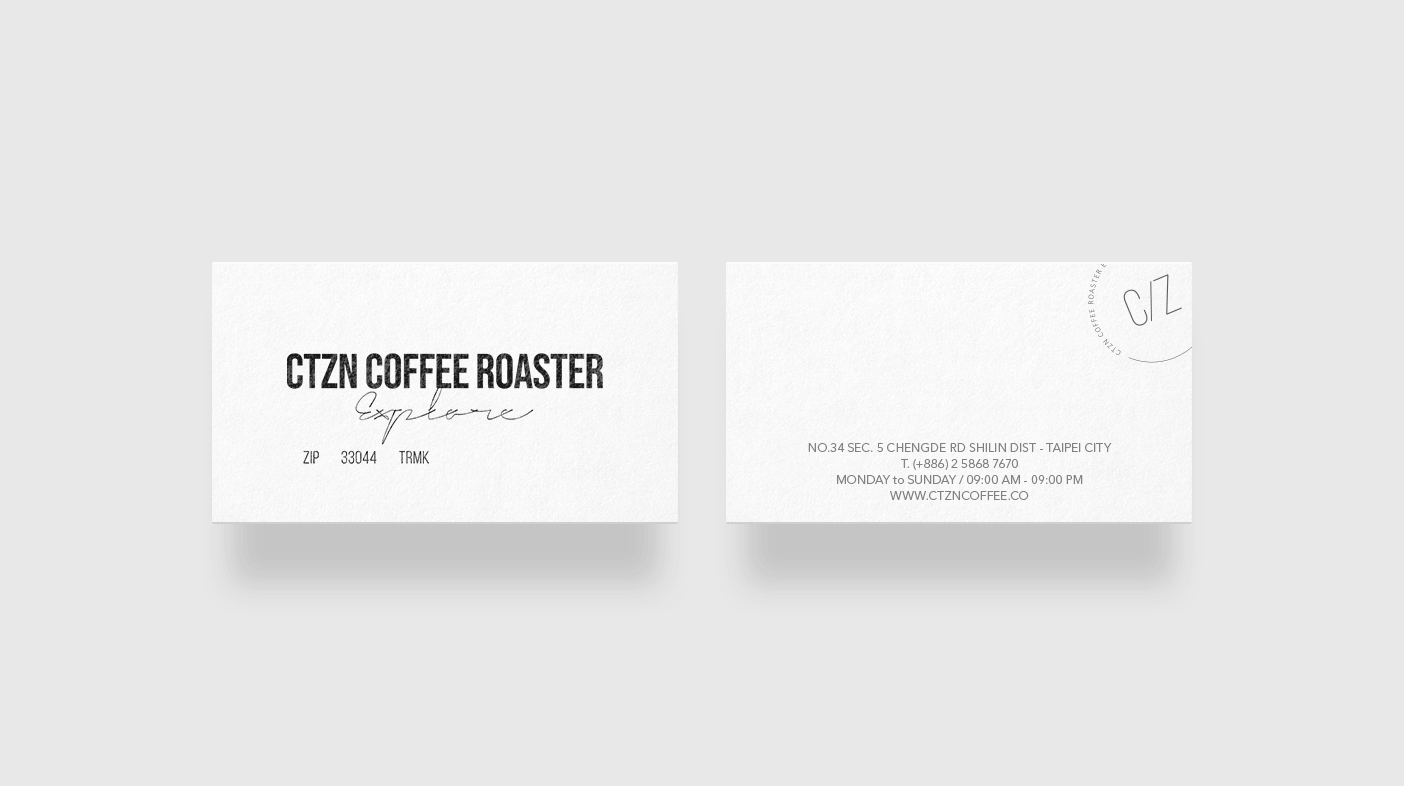 CTZN COFFEE ROASTER
Explore
ZIP 33044 TRMK
CTZN COFFEE ROASTER
C/Z
NO.34 SEC. 5 CHENGDE RD SHILIN DIST - TAIPEI CITY
T. (+886) 2 5868 7670
MONDAY to SUNDAY / 09:00 AM - 09:00 PM
WWW.CTZNCOFFEE.CO